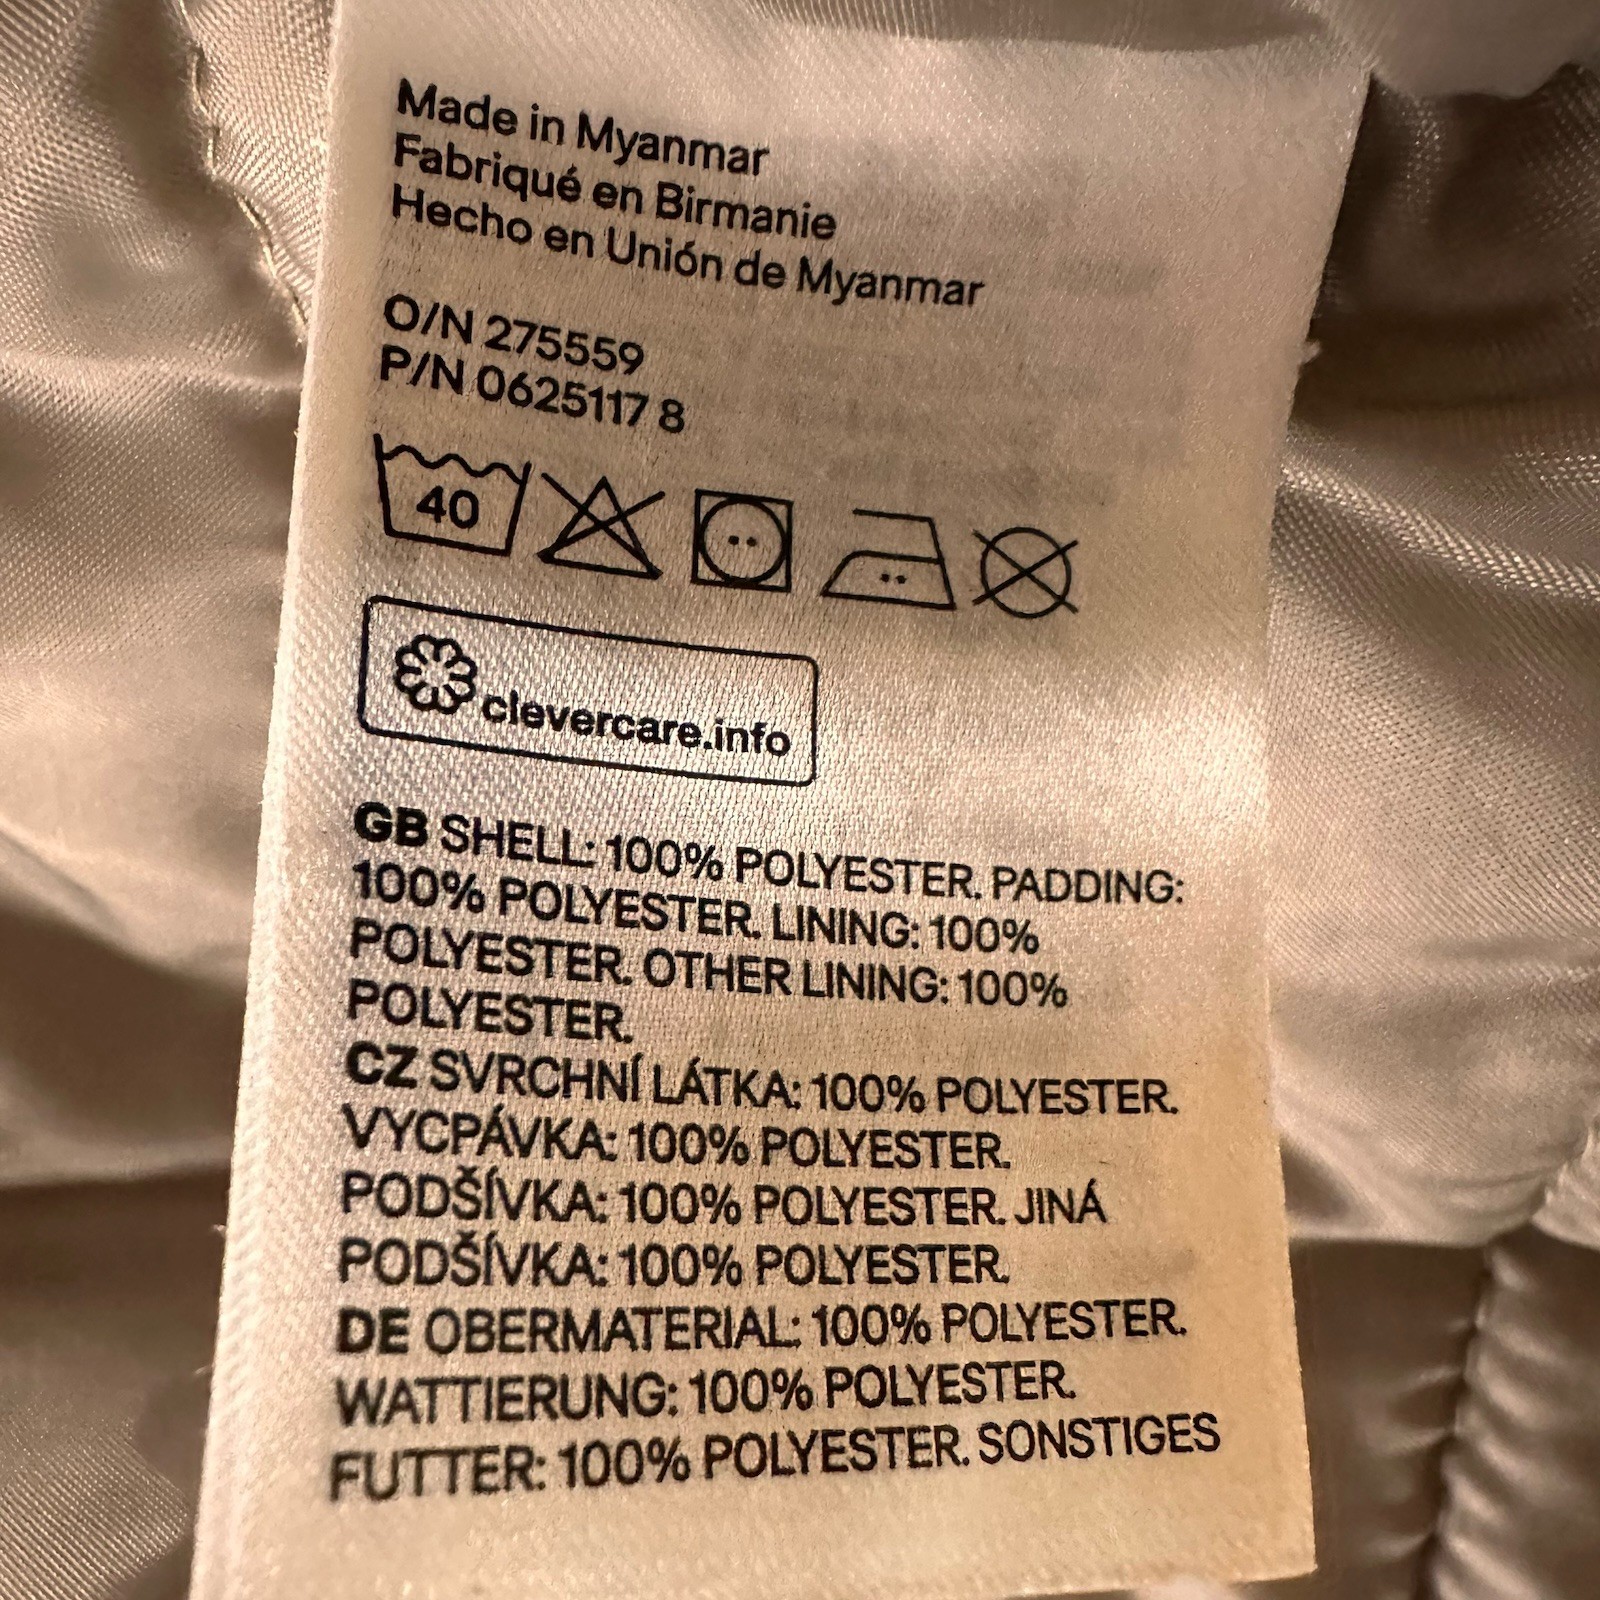 Made in Myanmar
Fabriqué en Birmanie
Hecho en Unión de Myanmar
O/N 275559
P/N 0625117 8
40
clevercare.info
GB SHELL: 100% POLYESTER. PADDING:
100% POLYESTER. LINING: 100%
POLYESTER. OTHER LINING: 100%
POLYESTER.
CZ SVRCHNÍ LÁTKA: 100% POLYESTER.
VYCPÁVKA: 100% POLYESTER.
PODŠÍVKA: 100% POLYESTER. JINÁ
PODŠÍVKA: 100% POLYESTER.
DE OBERMATERIAL: 100% POLYESTER.
WATTIERUNG: 100% POLYESTER.
FUTTER: 100% POLYESTER. SONSTIGES